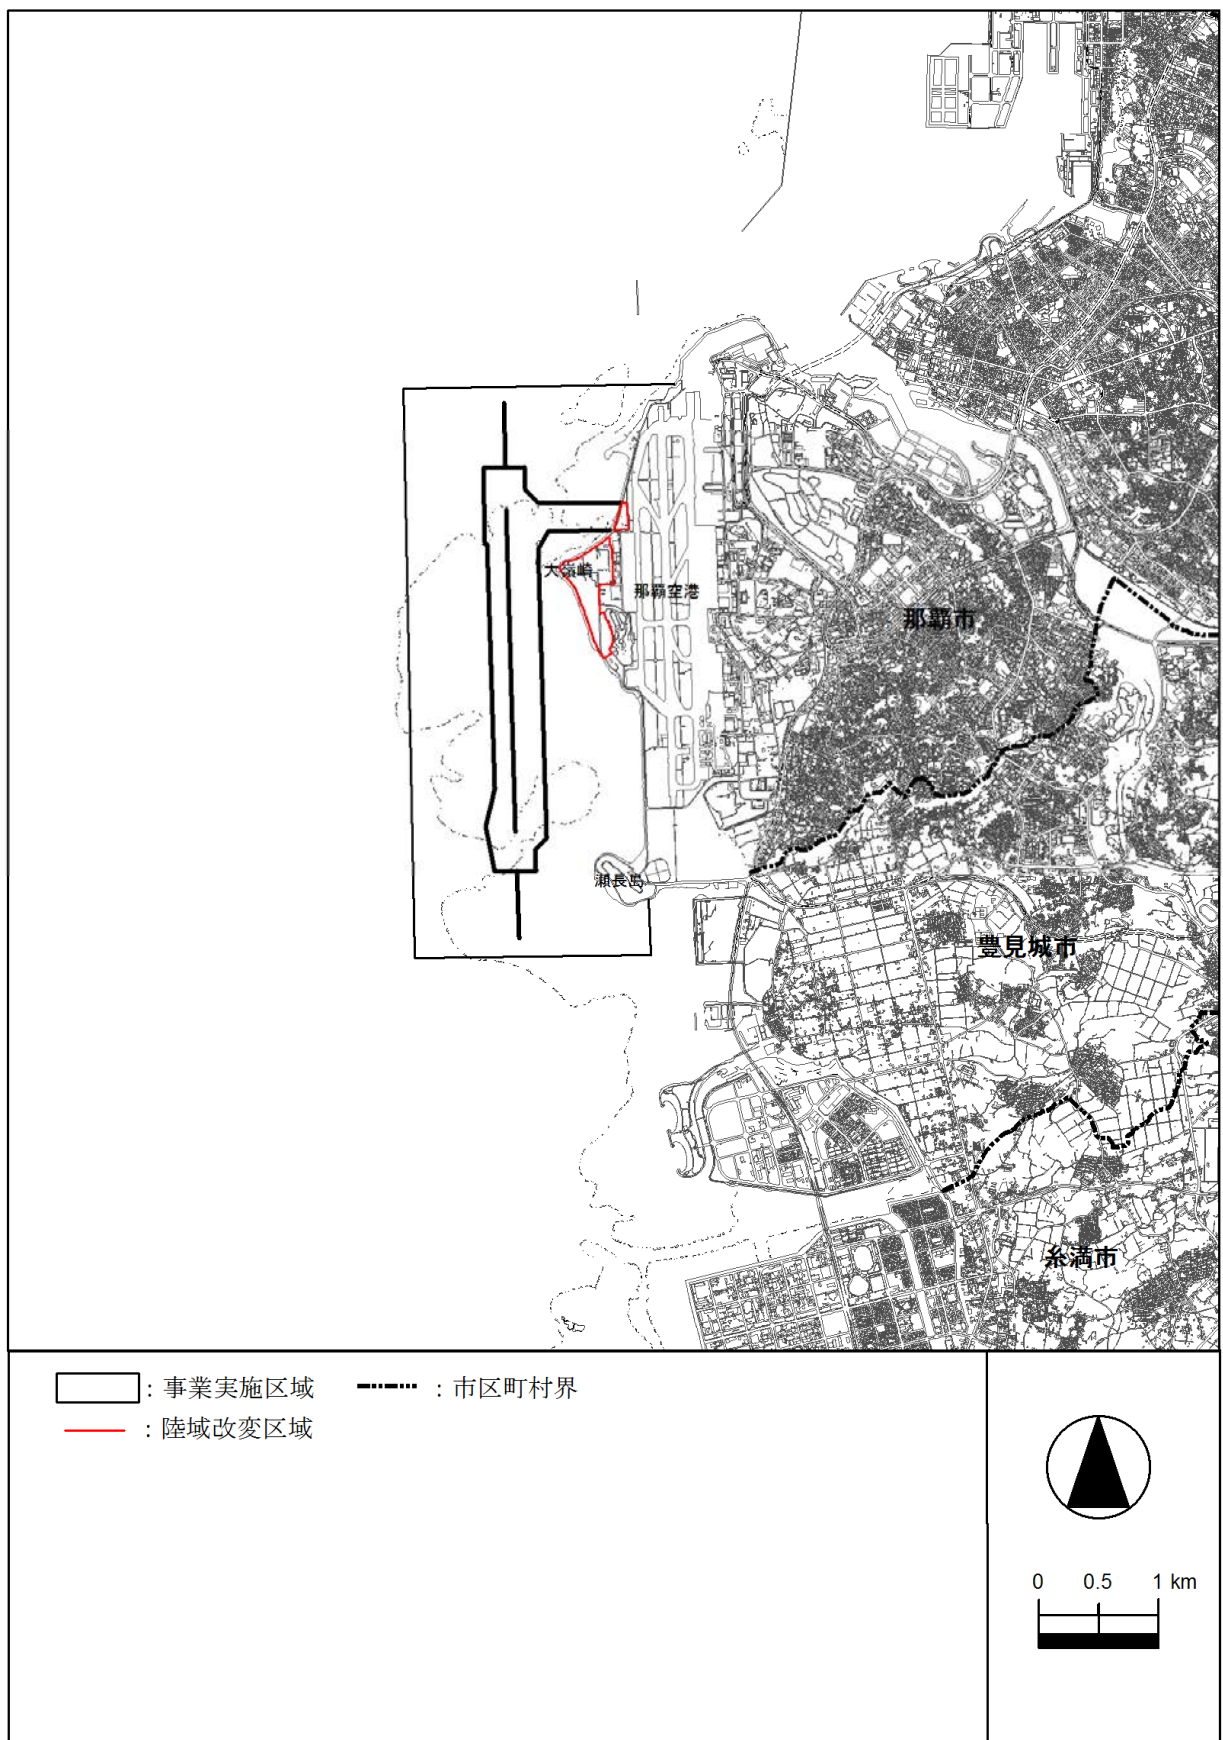 大嶺崎
那覇空港
那覇市
瀬長島
豊見城市
糸満市
：事業実施区域
：市区町村界
：陸域改変区域
0 0.5 1 km